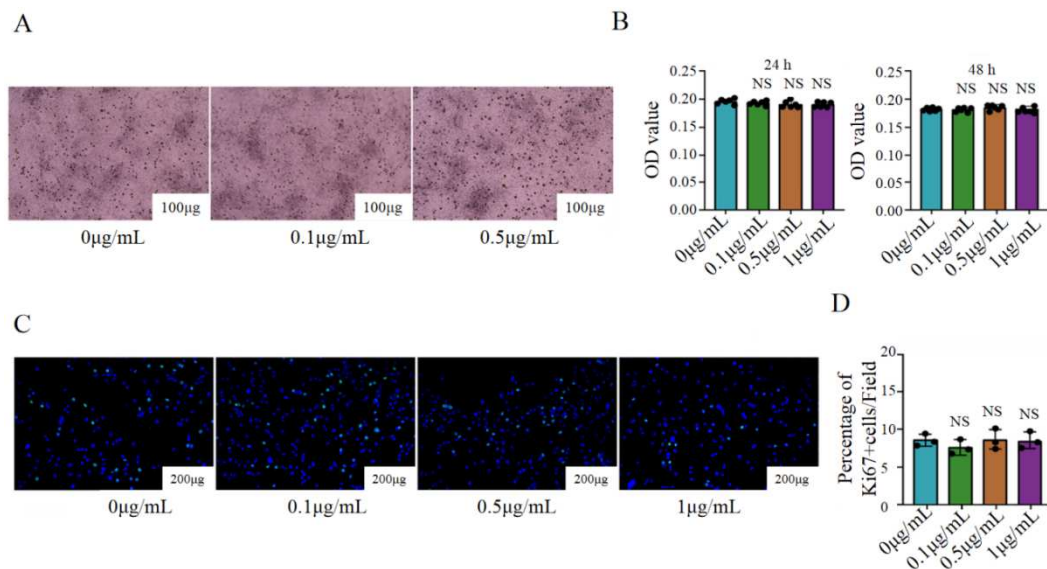 A
100µg
100µg
100µg
0µg/mL
0.1µg/mL
0.5µg/mL
B
24 h
NS NS NS
0.25
0.20
0.15
0.10
0.05
0.00
OD value
0µg/mL
0.1µg/mL
0.5µg/mL
1µg/mL
48 h
NS NS NS
0.25
0.20
0.15
0.10
0.05
0.00
OD value
0µg/mL
0.1µg/mL
0.5µg/mL
1µg/mL
C
200µg
200µg
200µg
200µg
0µg/mL
0.1µg/mL
0.5µg/mL
1µg/mL
D
Percentage of
Ki67+cells/Field
20
15
10
5
0
NS
NS
NS
0µg/mL
0.1µg/mL
0.5µg/mL
1µg/mL